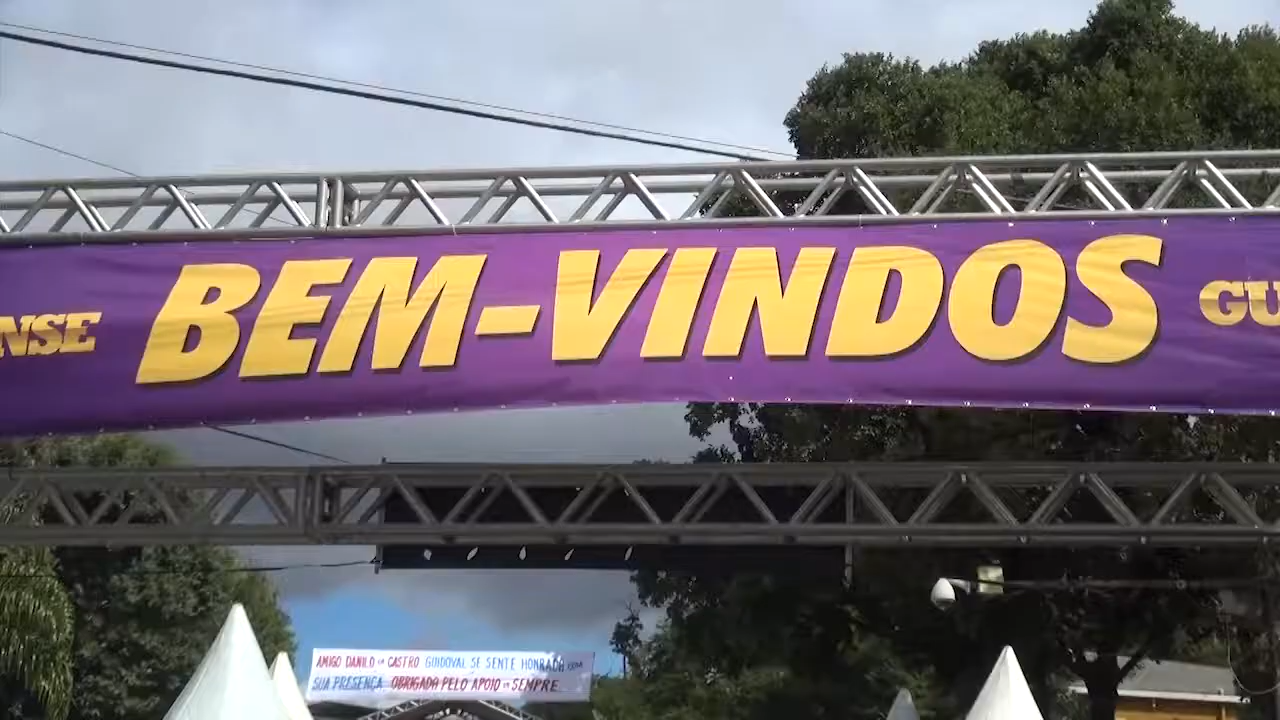 NSE BEM-VINDOS GU
AMIGO DANILO DE CASTRO GUIDOVAL SE SENTE HONRADA COM
SUA PRESENÇA OBRIGADA PELO APOIO DE SEMPRE